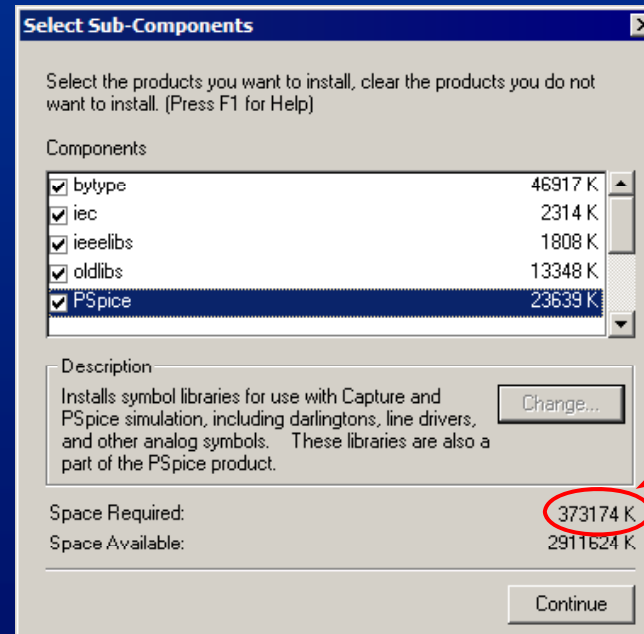 Select Sub-Components
Select the products you want to install, clear the products you do not
want to install. (Press F1 for Help)
Components
bytype 46917 K
iec 2314 K
ieeelibs 1808 K
oldlibs 13348 K
PSpice 23639 K
Description
Installs symbol libraries for use with Capture and
PSpice simulation, including darlingtons, line drivers,
and other analog symbols. These libraries are also a
part of the PSpice product.
Change...
Space Required: 373174 K
Space Available: 2911624 K
Continue